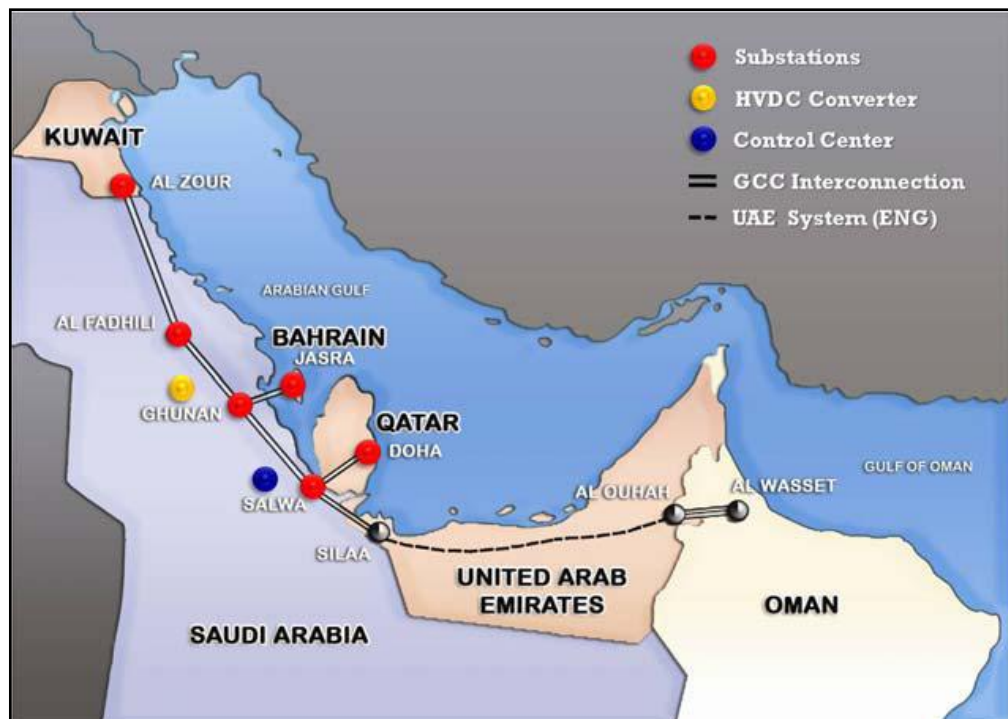 Substations
HVDC Converter
Control Center
GCC Interconnection
UAE System (ENG)
KUWAIT
AL ZOUR
ARABIAN GULF
AL FADHILI
BAHRAIN
JASRA
GHUNAN
QATAR
DOHA
GULF OF OMAN
SALWA
AL OUHAH
AL WASSET
SILAA
UNITED ARAB
EMIRATES
OMAN
SAUDI ARABIA